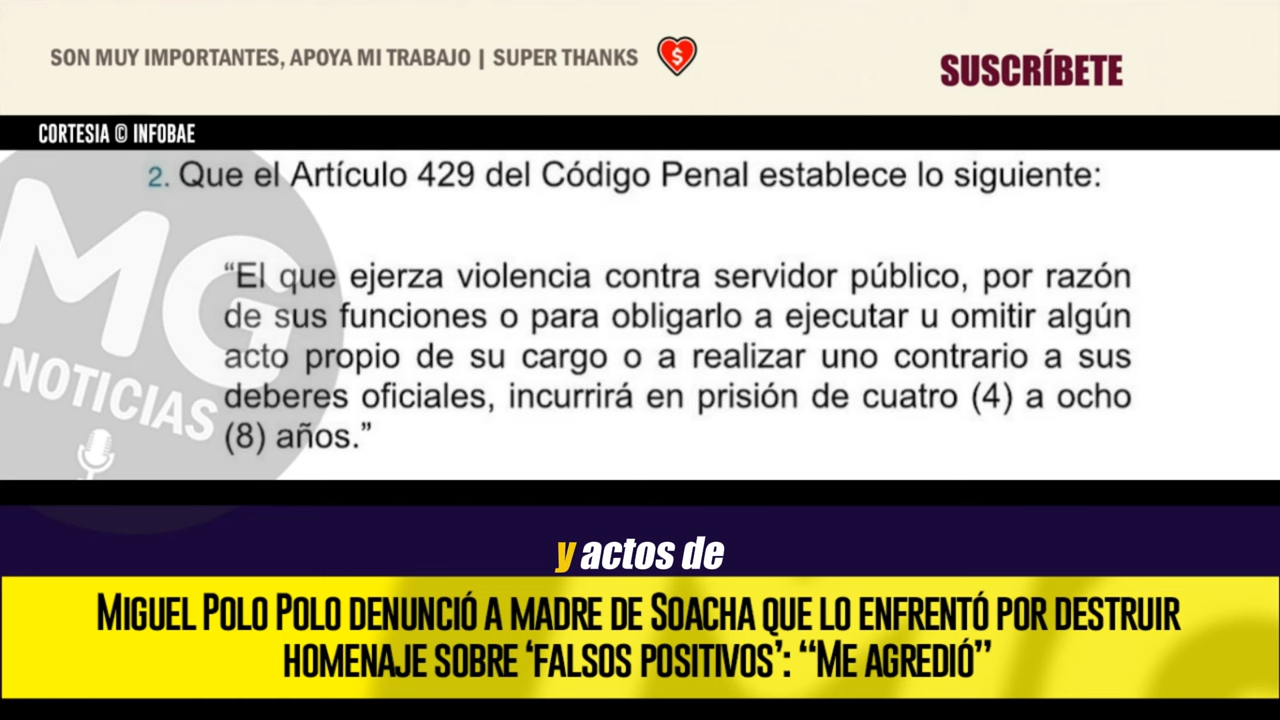 SON MUY IMPORTANTES, APOYA MI TRABAJO | SUPER THANKS
SUSCRÍBETE
CORTESIA © INFOBAE
2. Que el Artículo 429 del Código Penal establece lo siguiente:
“El que ejerza violencia contra servidor público, por razón
de sus funciones o para obligarlo a ejecutar u omitir algún
acto propio de su cargo o a realizar uno contrario a sus
deberes oficiales, incurrirá en prisión de cuatro (4) a ocho
(8) años.”
MG
NOTICIAS
y actos de
MIGUEL POLO POLO DENUNCIÓ A MADRE DE SOACHA QUE LO ENFRENTÓ POR DESTRUIR
HOMENAJE SOBRE ‘FALSOS POSITIVOS’: “ME AGREDIÓ”